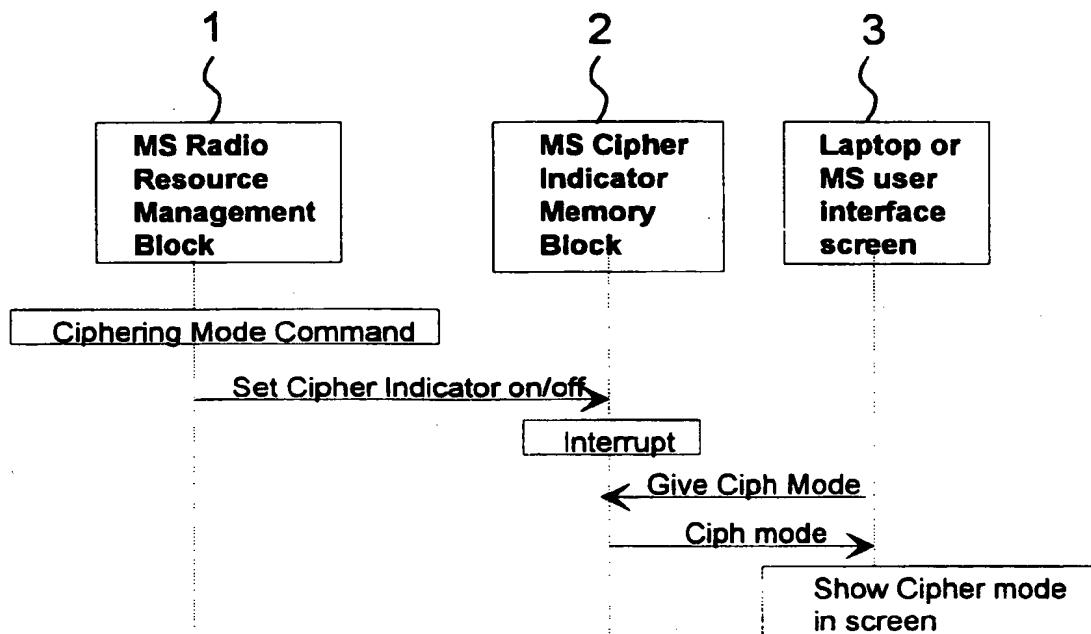 1
2
3
MS Radio
Resource
Management
Block
MS Cipher
Indicator
Memory
Block
Laptop or
MS user
interface
screen
Ciphering Mode Command
Set Cipher Indicator on/off
Interrupt
Give Ciph Mode
Ciph mode
Show Cipher mode
in screen